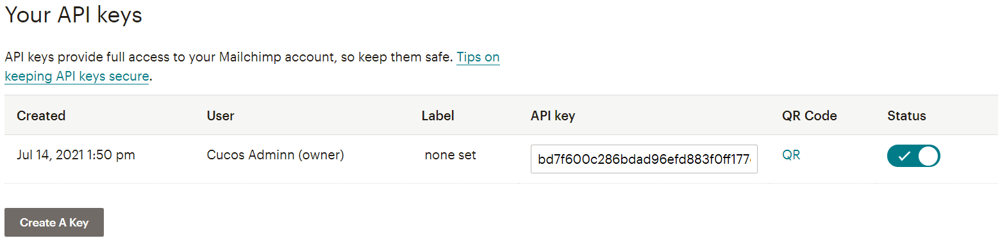 Your API keys
API keys provide full access to your Mailchimp account, so keep them safe. Tips on
keeping API keys secure.
Created User Label API key QR Code Status
Jul 14, 2021 1:50 pm Cucos Adminn (owner) none set bd7f600c286bdad96efd883f0ff177 QR
Create A Key